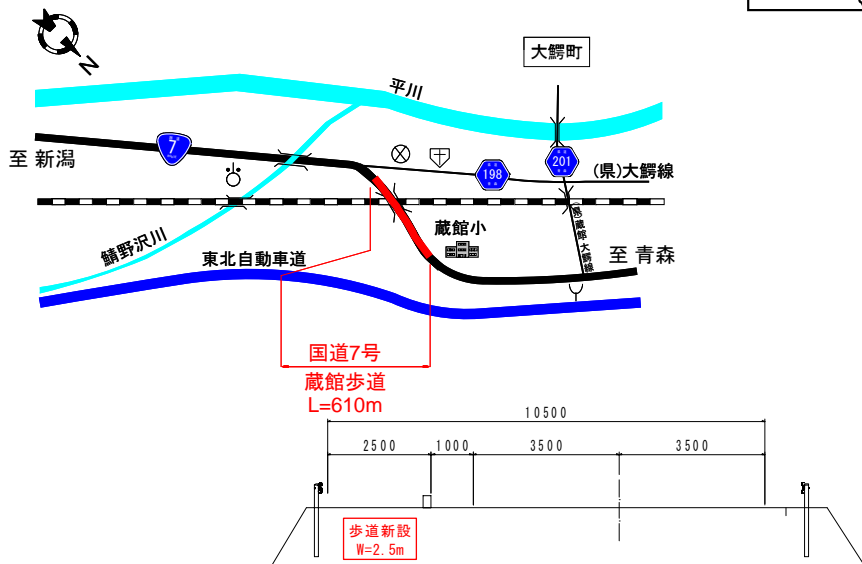 N
大鰐町
平川
7
至 新潟
198
201
(県)大鰐線
蔵館小
(県)蔵館大鰐線
鯖野沢川
東北自動車道
至 青森
国道7号
蔵館歩道
L=610m
10500
2500 1000 3500 3500
歩道新設
W=2.5m